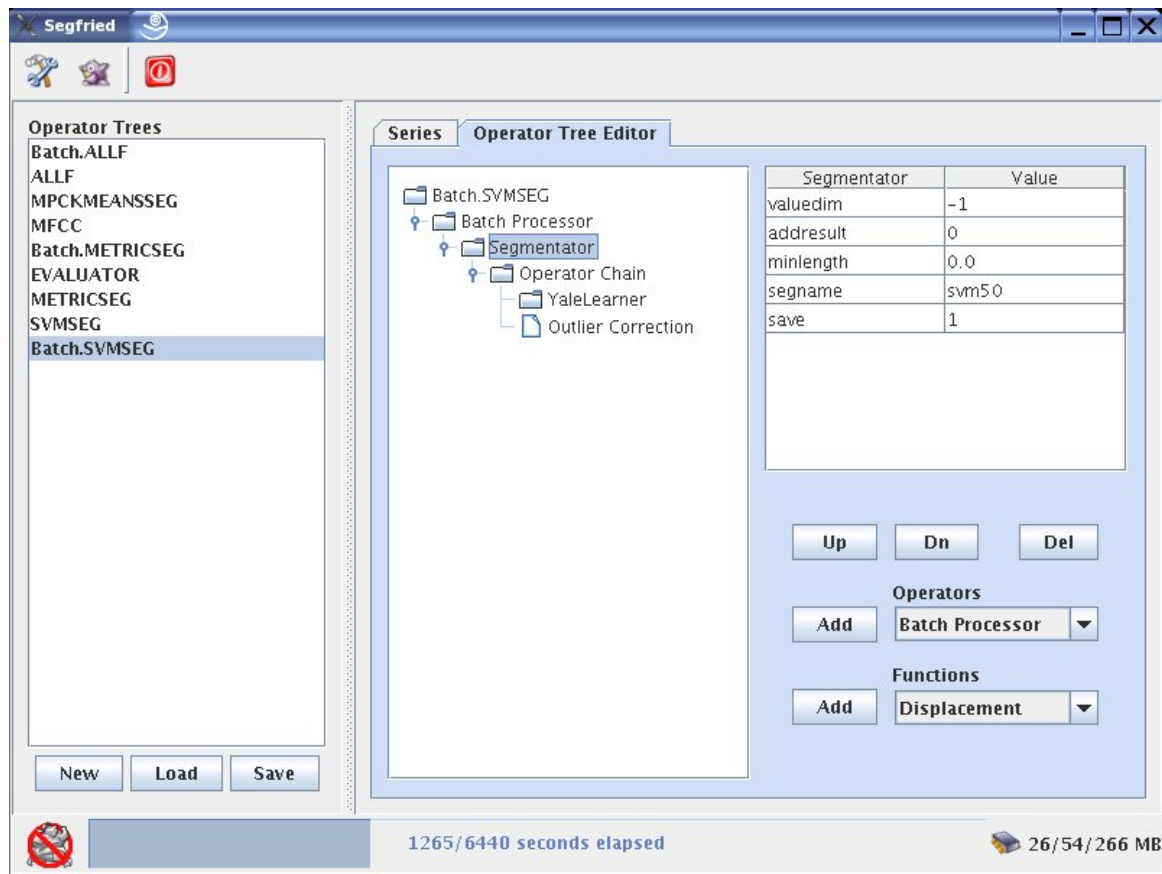 Segfried
Operator Trees
Batch.ALLF
ALLF
MPCKMEANSSEG
MFCC
Batch.METRICSEG
EVALUATOR
METRICSEG
SVMSEG
Batch.SVMSEG
New Load Save
Series Operator Tree Editor
Batch.SVMSEG
Batch Processor
Segmentator
Operator Chain
YaleLearner
Outlier Correction
Segmentator Value
valuedim -1
addresult 0
minlength 0.0
segname svm50
save 1
Up Dn Del
Operators
Add Batch Processor
Functions
Add Displacement
1265/6440 seconds elapsed
26/54/266 MB